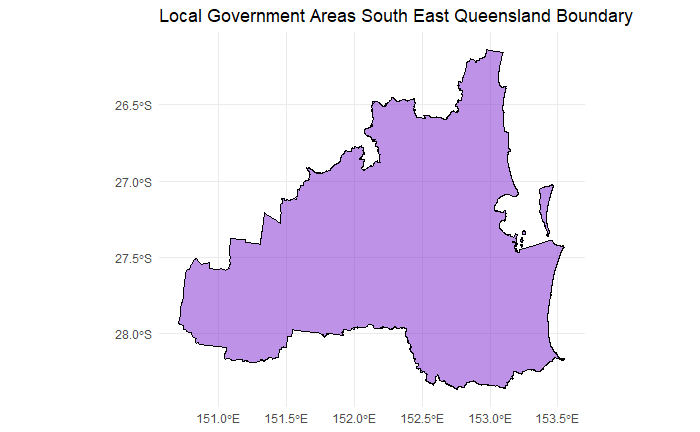 Local Government Areas South East Queensland Boundary
26.5°S
27.0°S
27.5°S
28.0°S
151.0°E 151.5°E 152.0°E 152.5°E 153.0°E 153.5°E